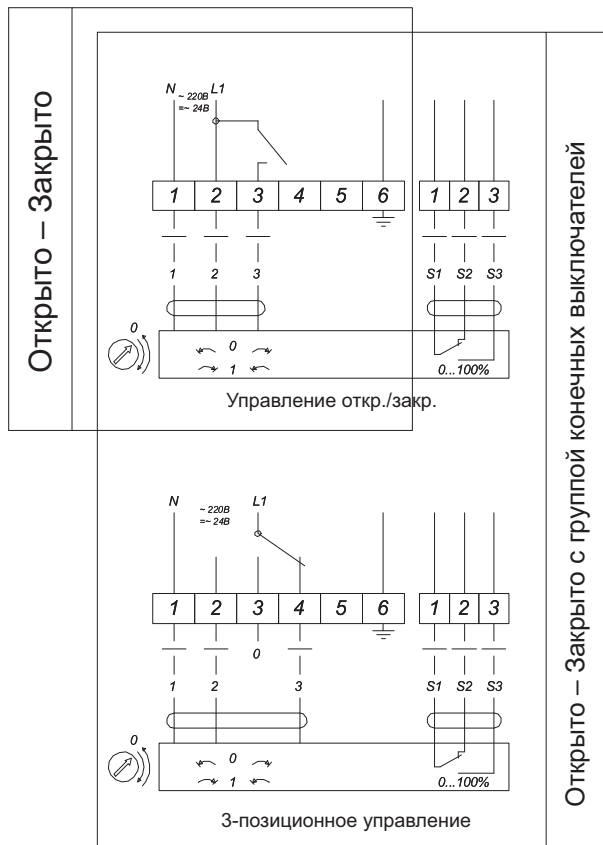 Открыто – Закрыто
Открыто – Закрыто с группой конечных выключателей
N ~ 220В L1
=~ 24В
1 2 3 4 5 6 1 2 3
1 2 3 S1 S2 S3
0
0
1 0...100%
Управление откр./закр.
N ~ 220В L1
=~ 24В
1 2 3 4 5 6 1 2 3
0
1 2 3 S1 S2 S3
0
0
1 0...100%
3-позиционное управление